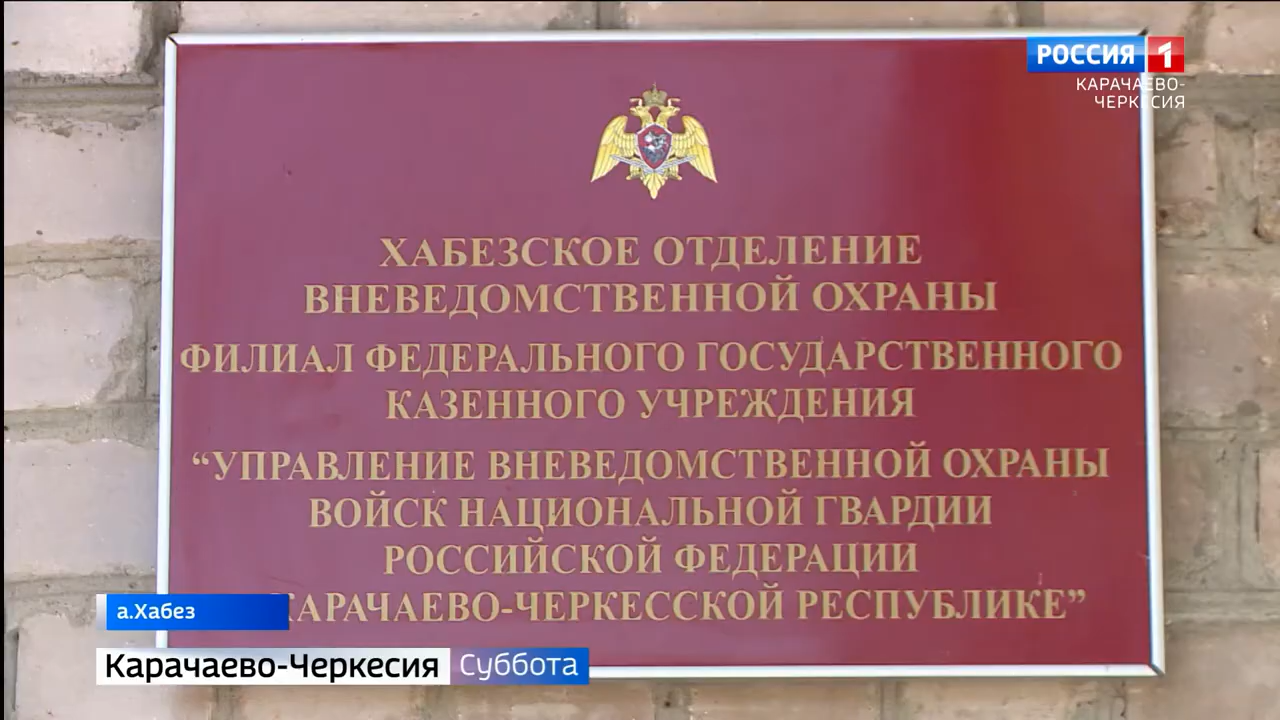 РОССИЯ 1
КАРАЧАЕВО-
ЧЕРКЕСИЯ
ХАБЕЗСКОЕ ОТДЕЛЕНИЕ
ВНЕВЕДОМСТВЕННОЙ ОХРАНЫ
ФИЛИАЛ ФЕДЕРАЛЬНОГО ГОСУДАРСТВЕННОГО
КАЗЕННОГО УЧРЕЖДЕНИЯ
“УПРАВЛЕНИЕ ВНЕВЕДОМСТВЕННОЙ ОХРАНЫ
ВОЙСК НАЦИОНАЛЬНОЙ ГВАРДИИ
РОССИЙСКОЙ ФЕДЕРАЦИИ
АРАЧАЕВО-ЧЕРКЕССКОЙ РЕСПУБЛИКЕ”
а.Хабез
Карачаево-Черкесия Суббота